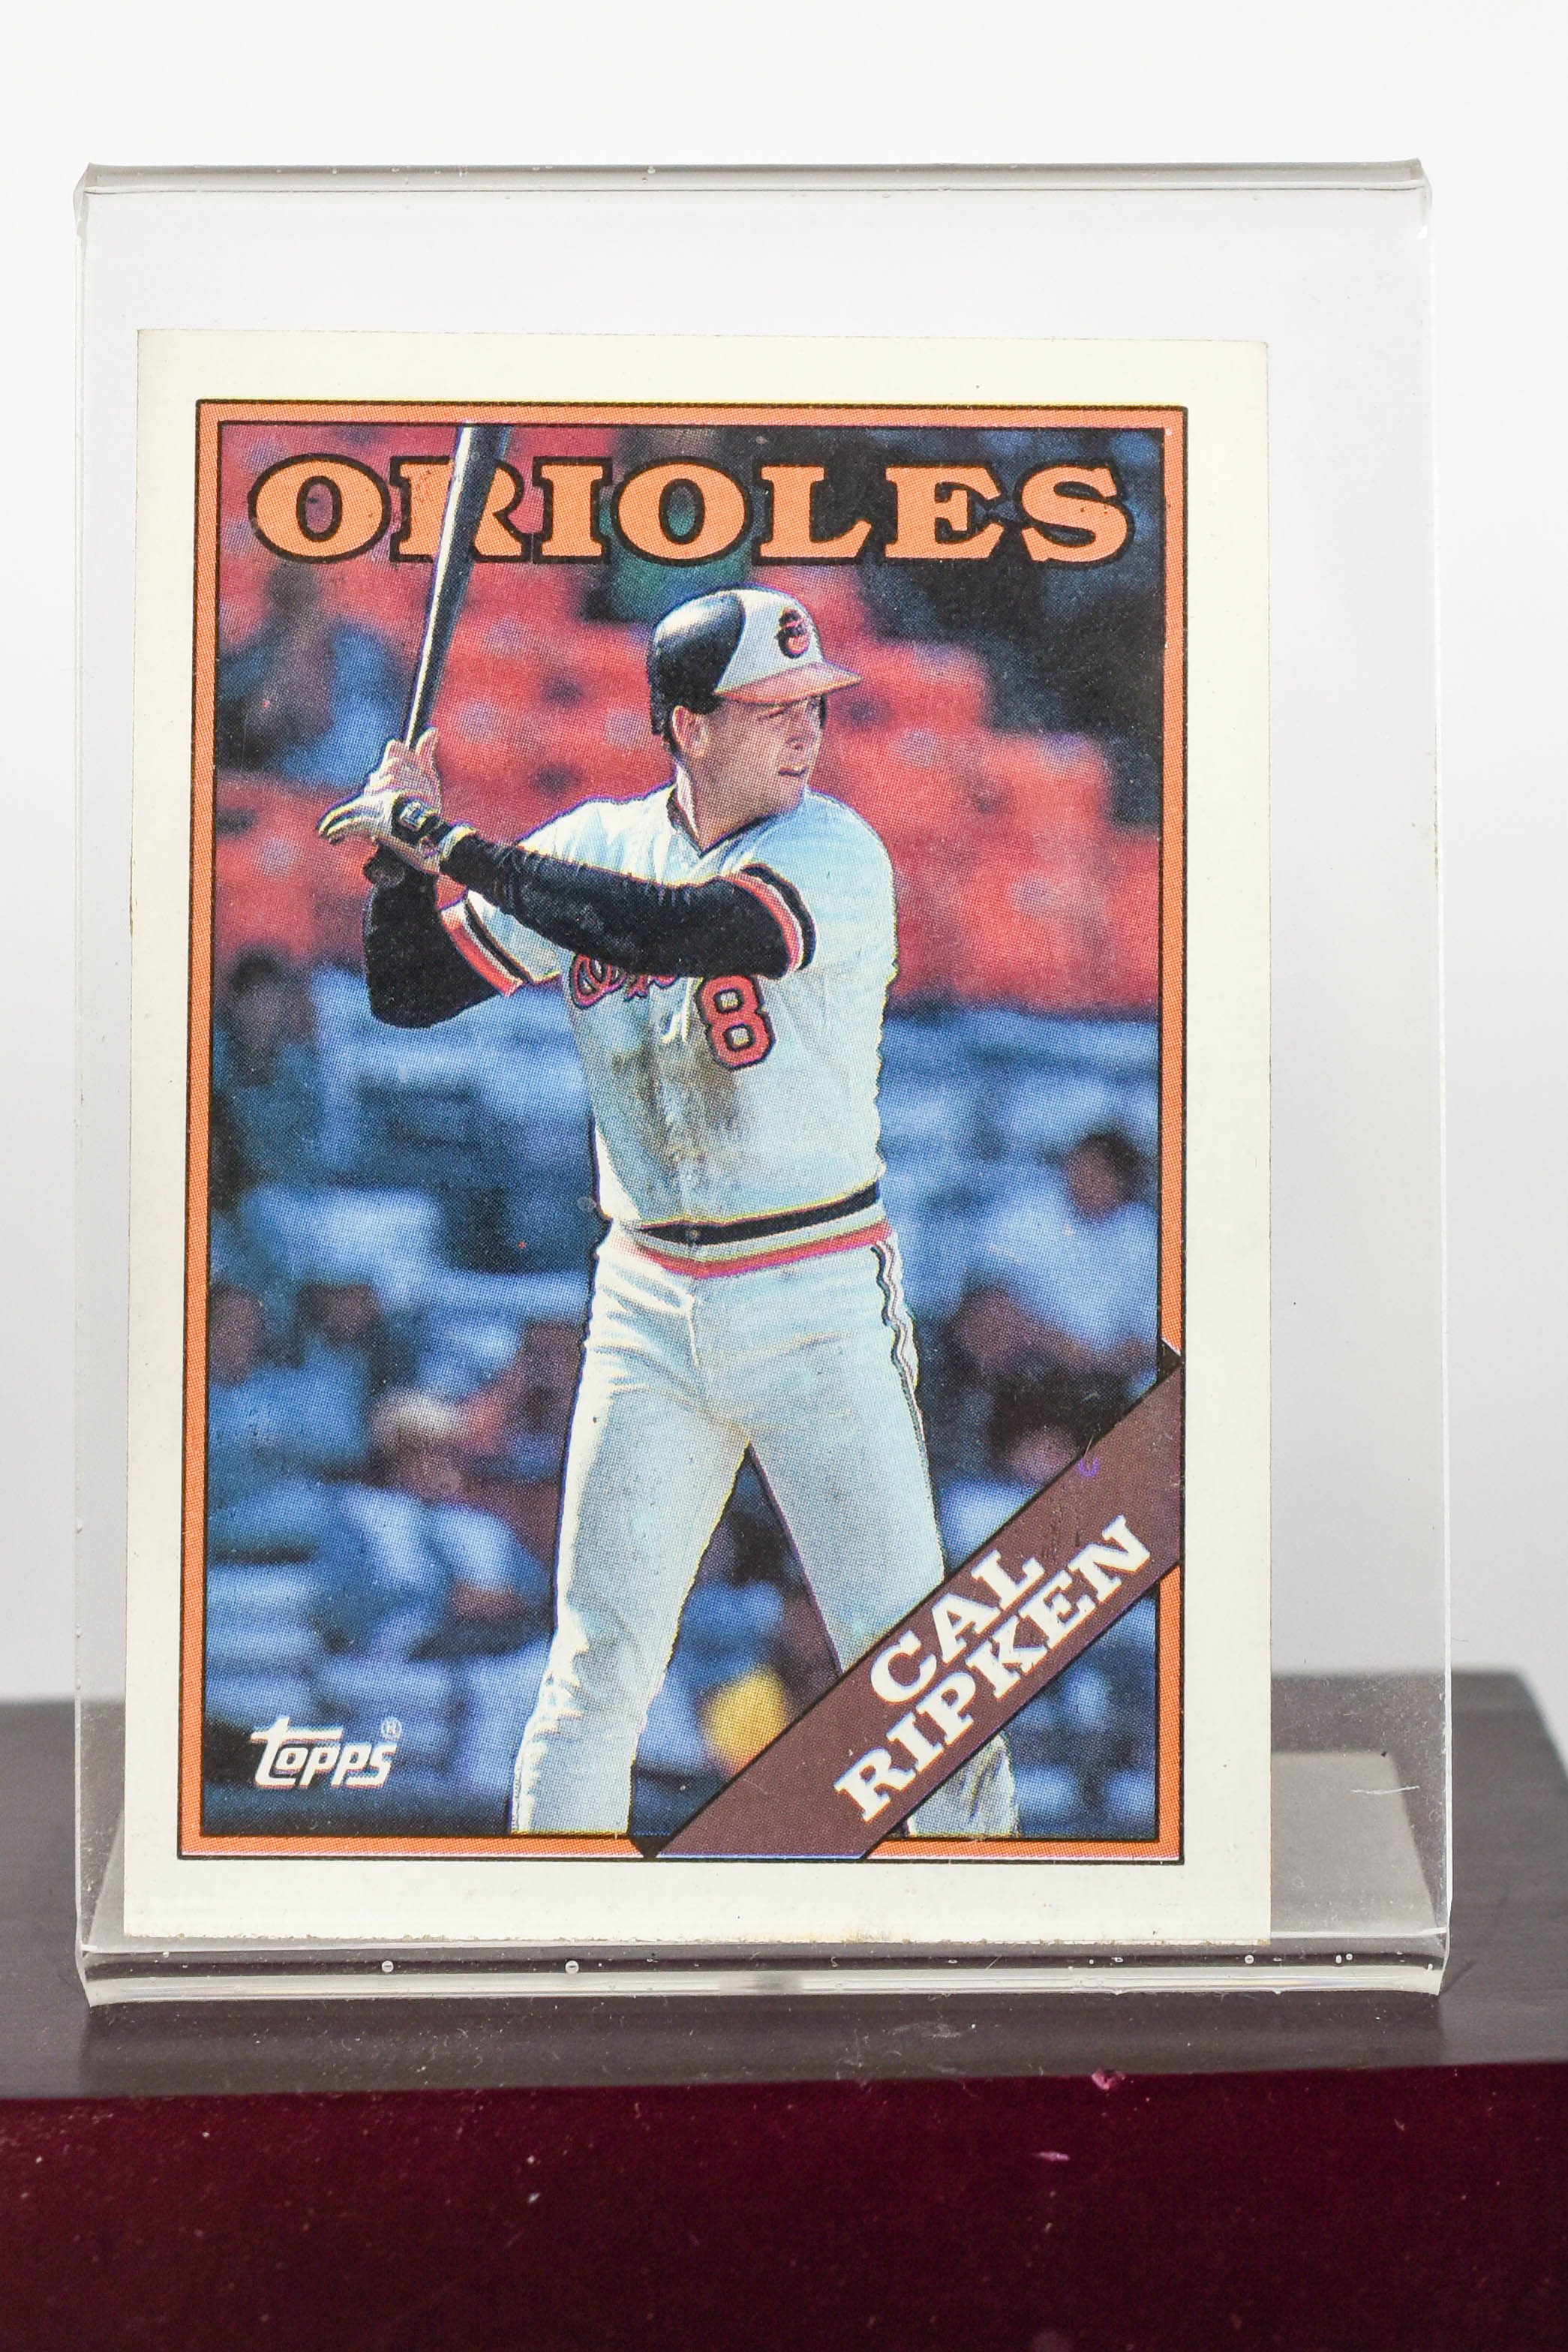 ORIOLES
8
CAL
RIPKEN
topps®